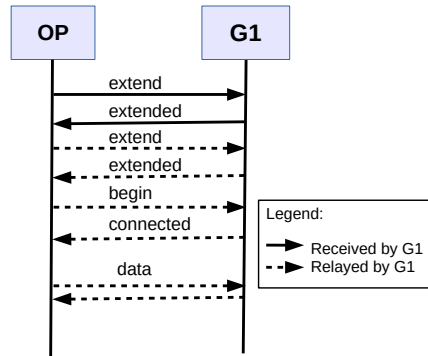 OP
G1
extend
extended
extend
extended
begin
connected
data
Legend:
Received by G1
Relayed by G1